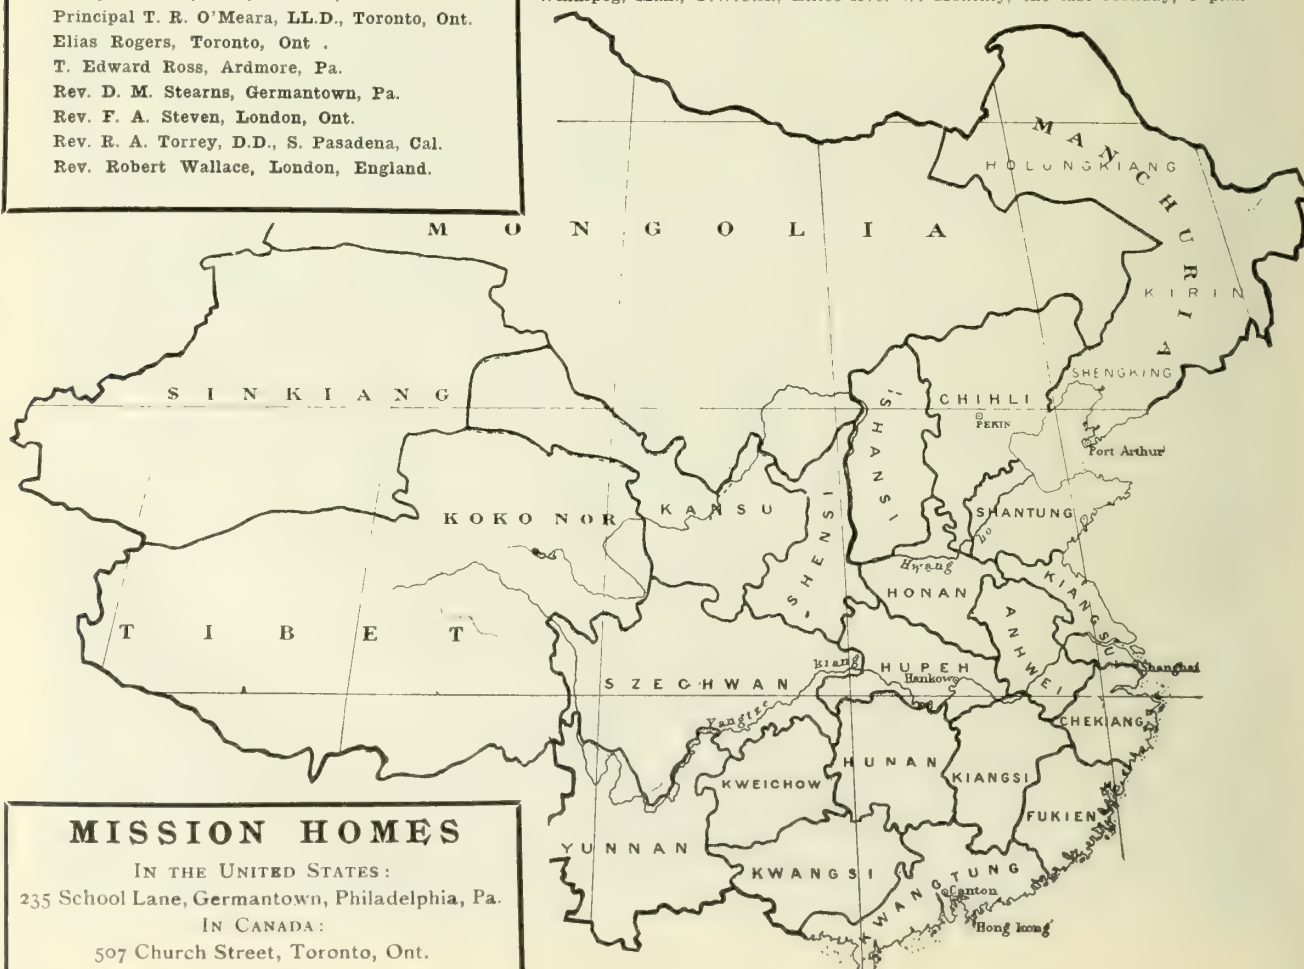 Principal T. R. O'Meara, LL.D., Toronto, Ont.
Elias Rogers, Toronto, Ont .
T. Edward Ross, Ardmore, Pa.
Rev. D. M. Stearns, Germantown, Pa.
Rev. F. A. Steven, London, Ont.
Rev. R. A. Torrey, D.D., S. Pasadena, Cal.
Rev. Robert Wallace, London, England.
MANCHURIA
HOLUNGKIANG
MONGOLIA
KIRIN
SHENGKING
SINKIANG
CHIHLI
PEKIN
SHANSI
Port Arthur
KOKO NOR
KANSU
SHENSI
SHANTUNG
Ho
Hwang
HONAN
KIANGSU
ANHWEI
TIBET
Kiang
HUPEH
Hankow
Shanghai
SZECHWAN
Yangtze
CHEKIANG
HUNAN
KWEICHOW
KIANGSI
FUKIEN
YUNNAN
KWANGSI
KWANGTUNG
Canton
Hong kong
MISSION HOMES
IN THE UNITED STATES:
235 School Lane, Germantown, Philadelphia, Pa.
IN CANADA:
507 Church Street, Toronto, Ont.